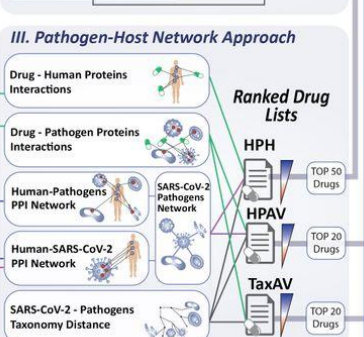 III. Pathogen-Host Network Approach
Drug - Human Proteins
Interactions
Drug - Pathogen Proteins
Interactions
Human-Pathogens
PPI Network
SARS-CoV-2
Pathogens
Network
Human-SARS-CoV-2
PPI Network
SARS-CoV-2 - Pathogens
Taxonomy Distance
Ranked Drug
Lists
HPH
TOP 50
Drugs
HPAV
TOP 20
Drugs
TaxAV
TOP 20
Drugs